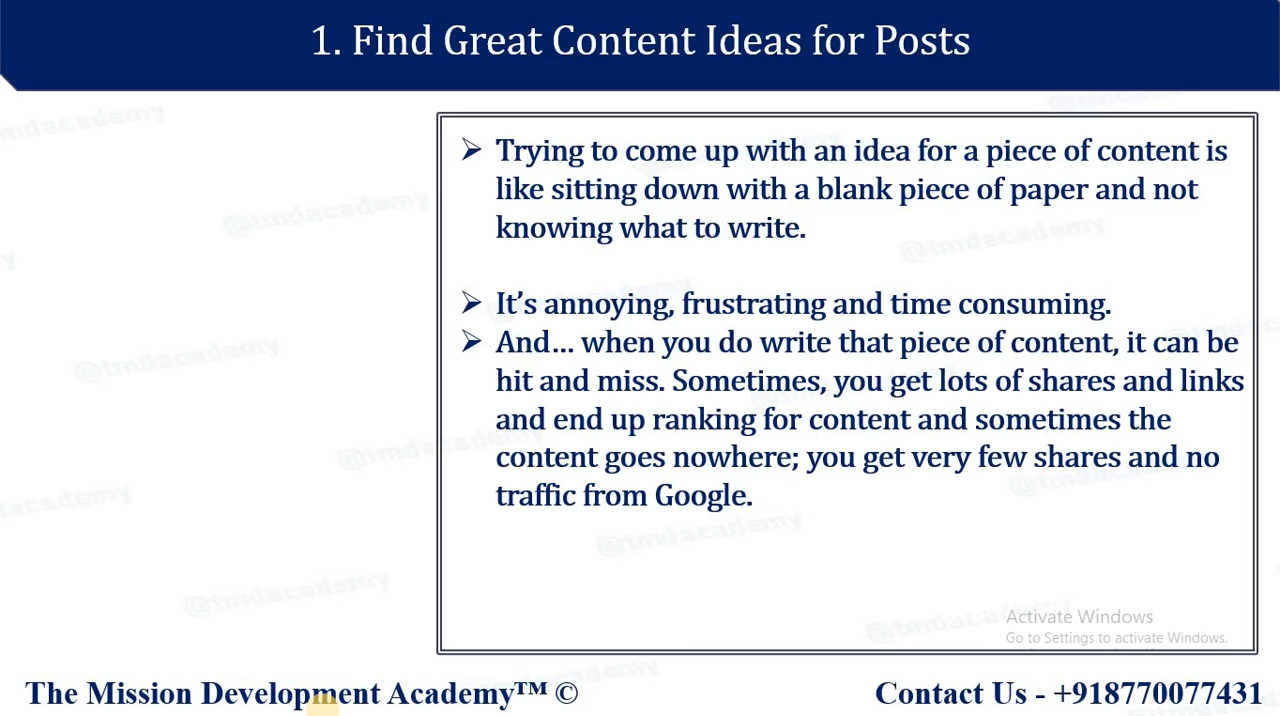 1. Find Great Content Ideas for Posts
@tmdacademy
➢ Trying to come up with an idea for a piece of content is
like sitting down with a blank piece of paper and not
knowing what to write.
➢ It’s annoying, frustrating and time consuming.
➢ And… when you do write that piece of content, it can be
hit and miss. Sometimes, you get lots of shares and links
and end up ranking for content and sometimes the
content goes nowhere; you get very few shares and no
traffic from Google.
Activate Windows
Go to Settings to activate Windows.
The Mission Development Academy™ ©
Contact Us - +918770077431